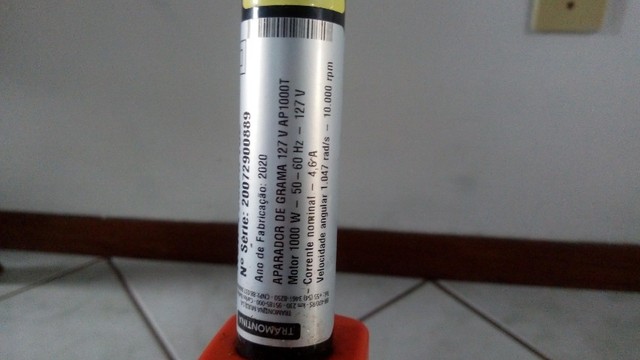 Nº Série: 20072900889
Ano de Fabricação: 2020
APARADOR DE GRAMA 127 V AP1000T
Motor 1000 W – 50 – 60 Hz – 127 V
Corrente nominal – 4,6 A
Velocidade angular 1.047 rad/s – 10.000 rpm
TRAMONTINA